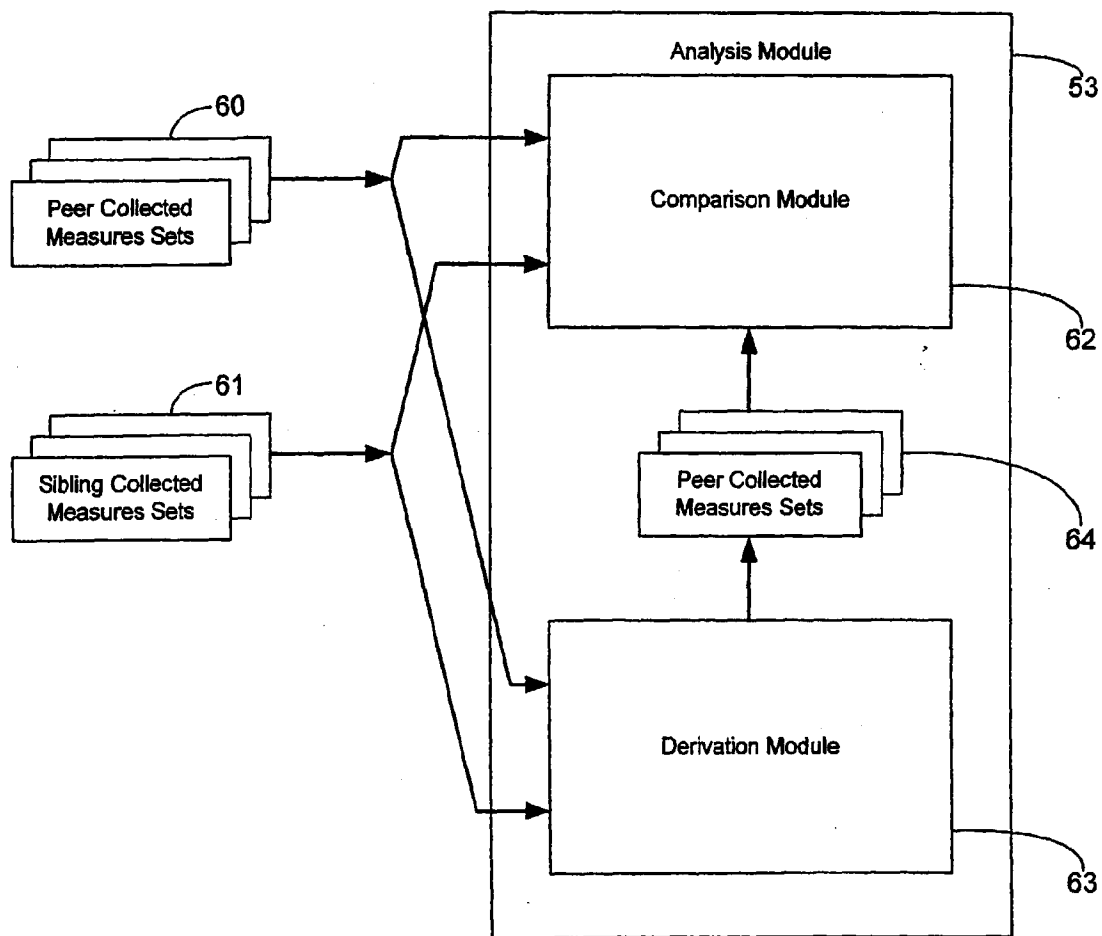 Analysis Module
53
60
Peer Collected
Measures Sets
Comparison Module
62
61
Sibling Collected
Measures Sets
Peer Collected
Measures Sets
64
Derivation Module
63